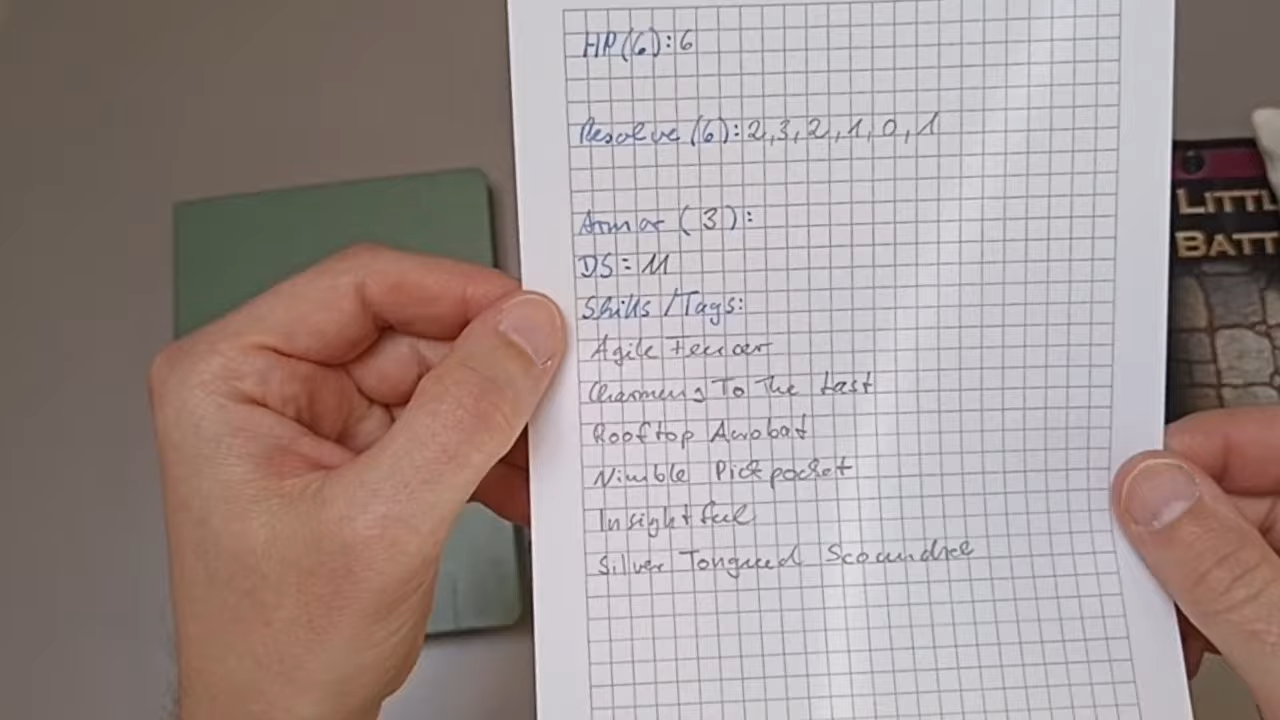 HP(6):6
Resolve(6):2,3,2,1,0,1
Armor (3):
DS: 11
Skills/Tags:
Agile Fencer
Charming To The Last
Rooftop Acrobat
Nimble Pickpocket
Insightful
Silver Tongued Scoundrel
LITTL
BATT